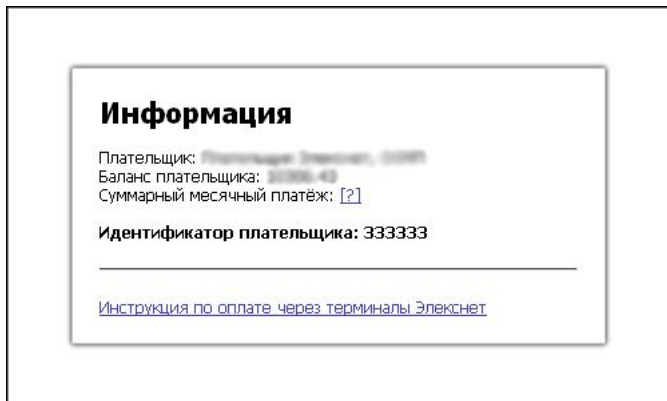 Информация
Плательщик:
Баланс плательщика:
Суммарный месячный платёж: [?]
Идентификатор плательщика: 333333
Инструкция по оплате через терминалы Элекснет